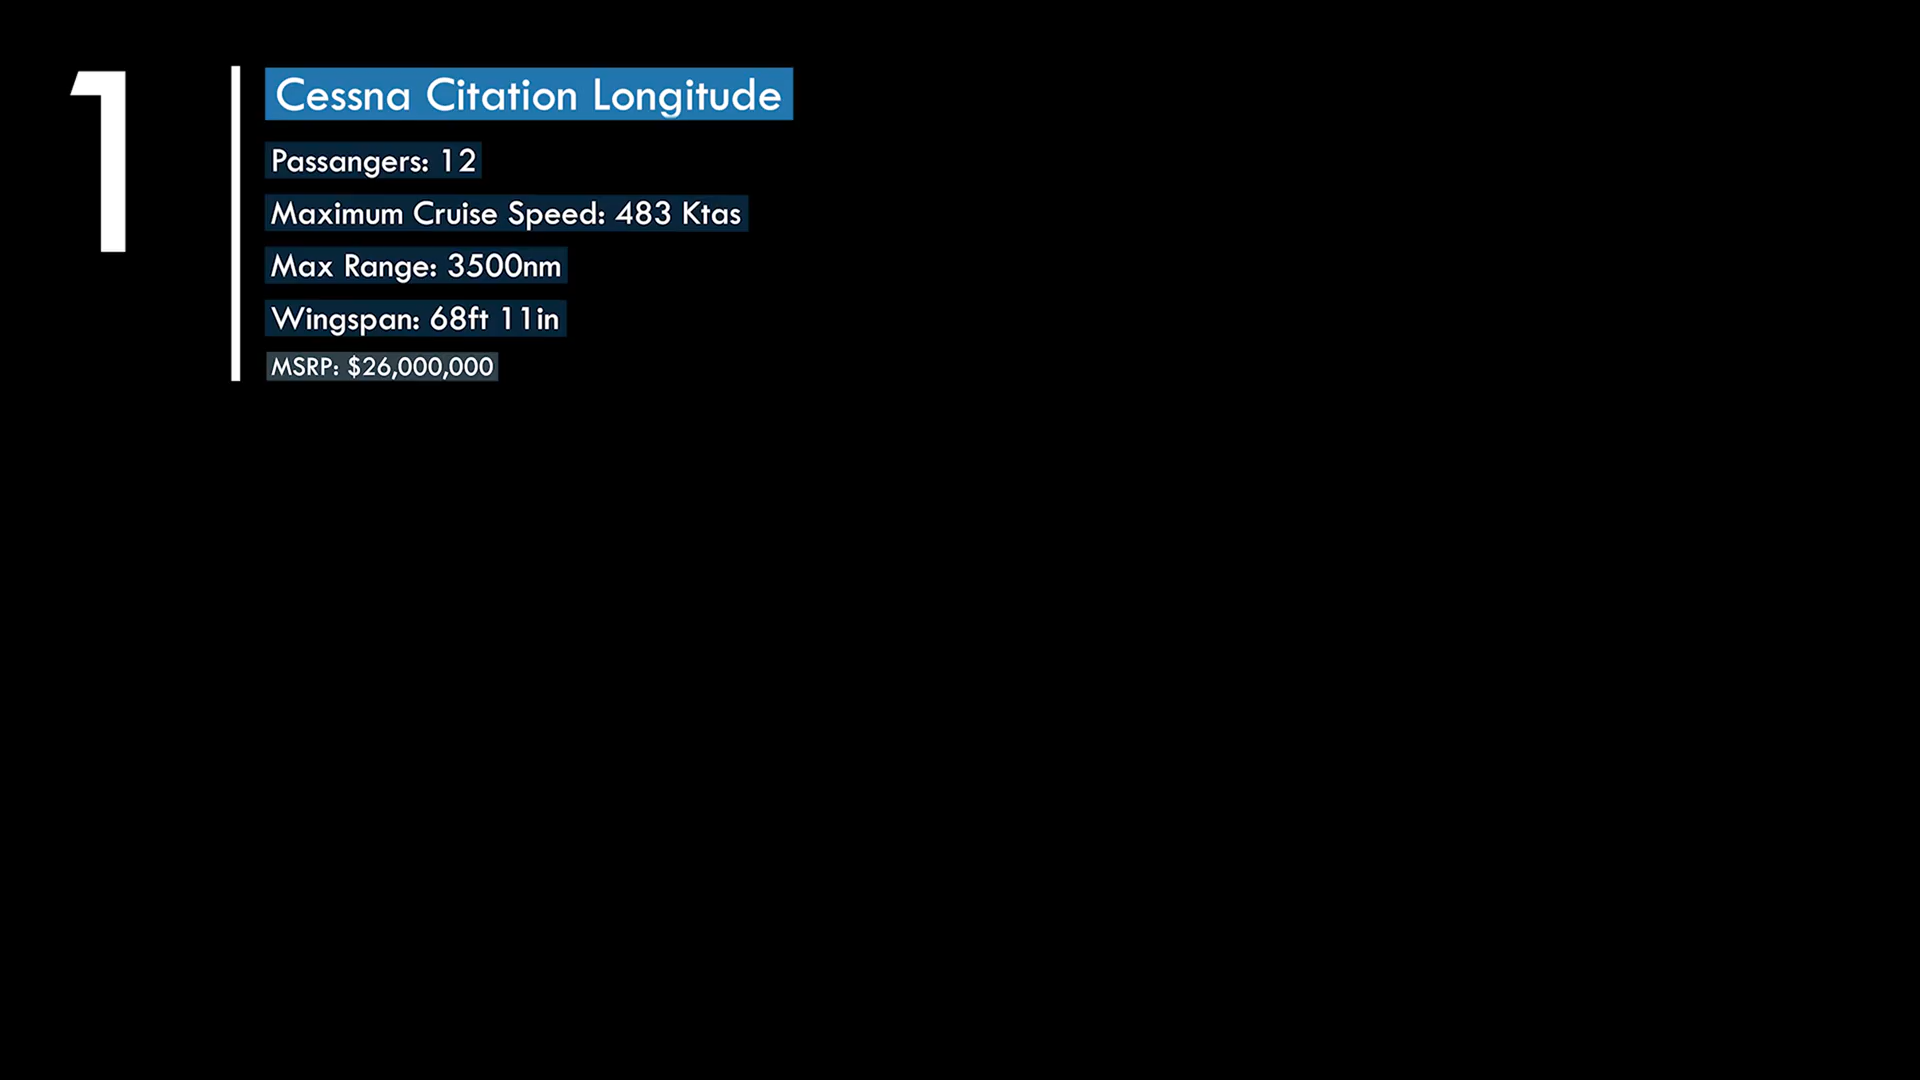 1
Cessna Citation Longitude
Passangers: 12
Maximum Cruise Speed: 483 Ktas
Max Range: 3500nm
Wingspan: 68ft 11in
MSRP: $26,000,000